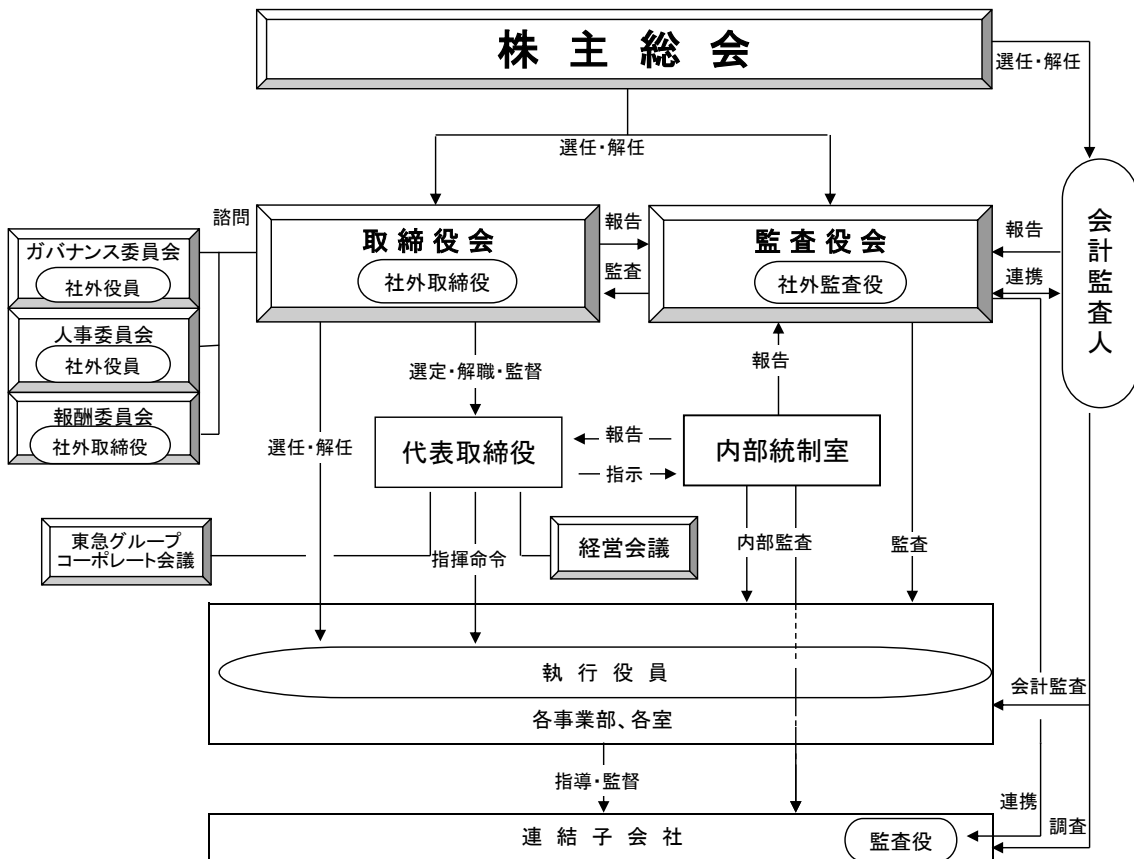 株主総会
選任・解任
選任・解任
諮問
取締役会
社外取締役
報告
監査
監査役会
社外監査役
報告
連携
会計監査人
ガバナンス委員会
社外役員
人事委員会
社外役員
報酬委員会
社外取締役
選定・解職・監督
報告
選任・解任
代表取締役
報告
指示
内部統制室
東急グループ
コーポレート会議
指揮命令
経営会議
内部監査
監査
執行役員
各事業部、各室
会計監査
指導・監督
連携
調査
連結子会社
監査役